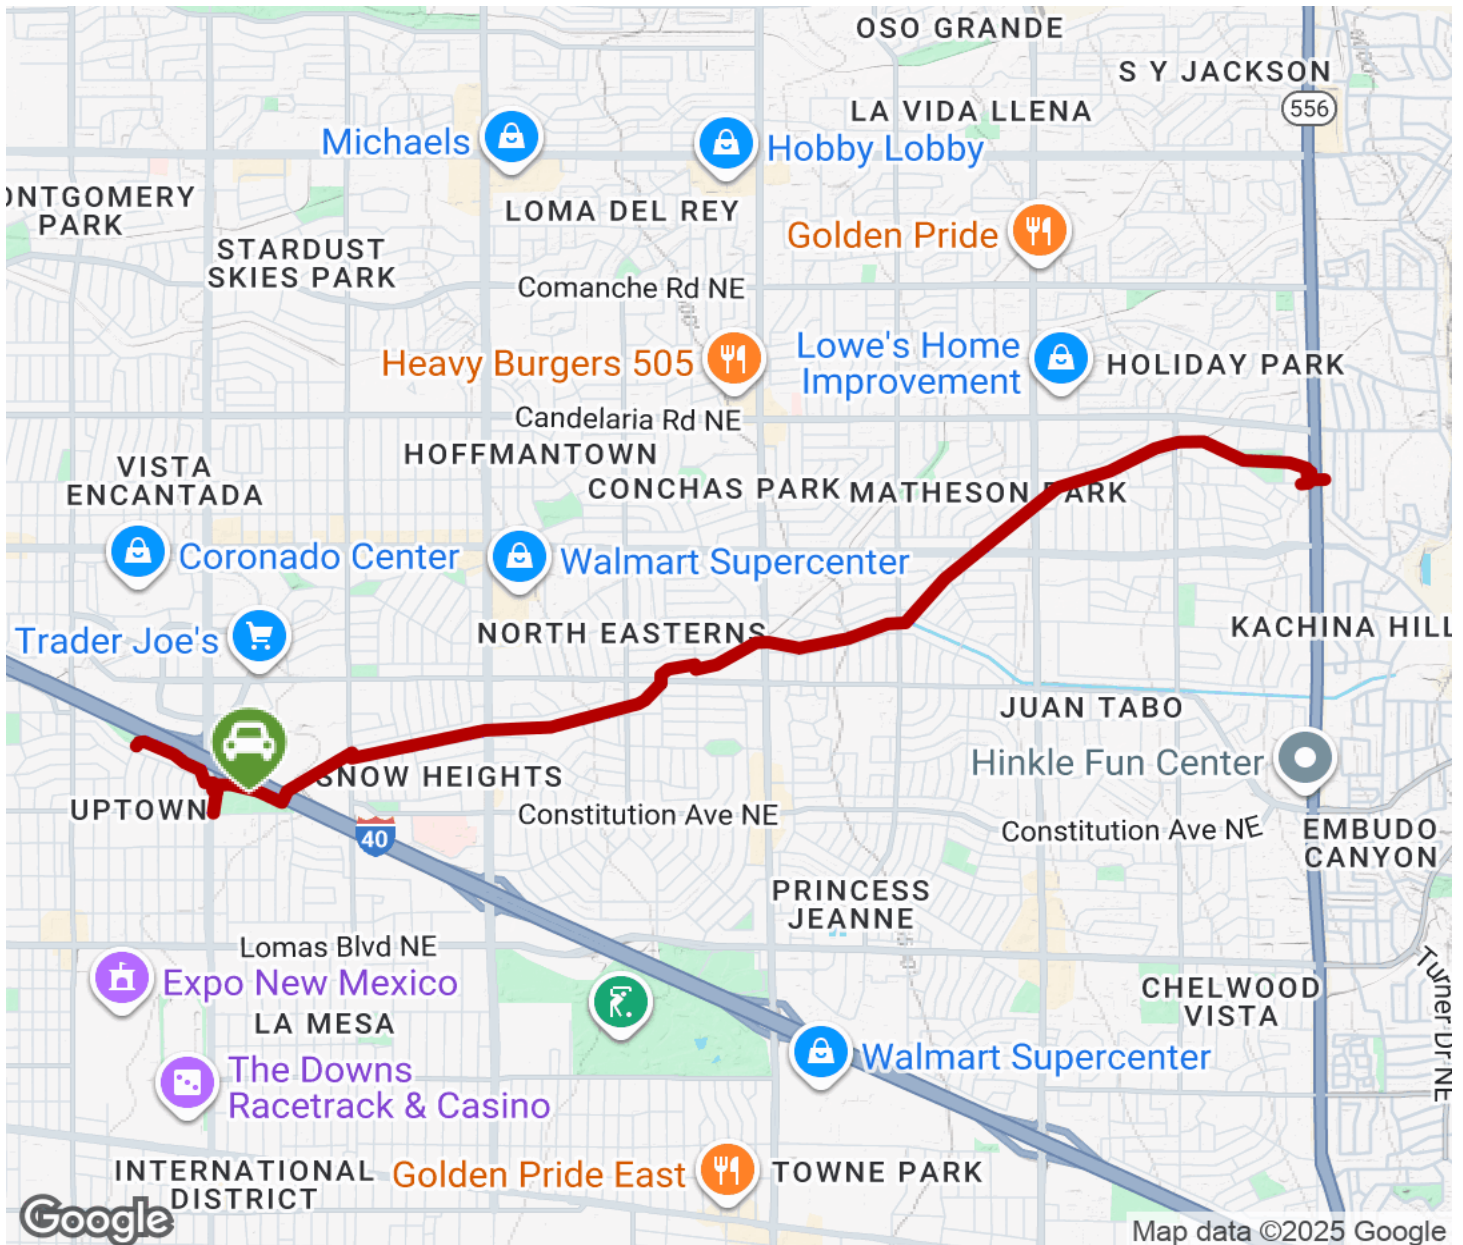 OSO GRANDE
S Y JACKSON
556
LA VIDA LLENA
Michaels
Hobby Lobby
ONTGOMERY
PARK
LOMA DEL REY
Golden Pride
STARDUST
SKIES PARK
Comanche Rd NE
Heavy Burgers 505
Lowe's Home
Improvement
HOLIDAY PARK
Candelaria Rd NE
HOFFMANTOWN
VISTA
ENCANTADA
CONCHAS PARK
MATHESON PARK
Coronado Center
Walmart Supercenter
Trader Joe's
NORTH EASTERNS
KACHINA HILL
JUAN TABO
Hinkle Fun Center
SNOW HEIGHTS
UPTOWN
Constitution Ave NE
Constitution Ave NE
40
EMBUDO
CANYON
PRINCESS
JEANNE
Lomas Blvd NE
Expo New Mexico
Turner Dr NE
CHELWOOD
VISTA
LA MESA
Walmart Supercenter
The Downs
Racetrack & Casino
INTERNATIONAL
DISTRICT
Golden Pride East
TOWNE PARK
Google
Map data ©2025 Google